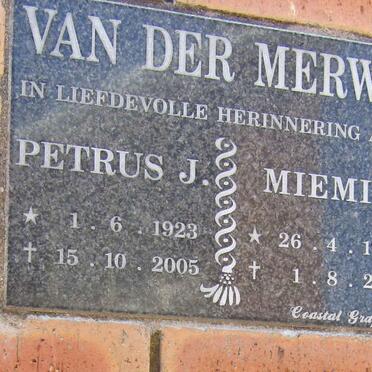 VAN DER MERW
IN LIEFDEVOLLE HERINNERING A
PETRUS J. MIEMI
★ 1 . 6 . 1923 ★ 26 . 4 . 1
† 15 . 10 . 2005 † 1 . 8 . 2
Coastal Gra